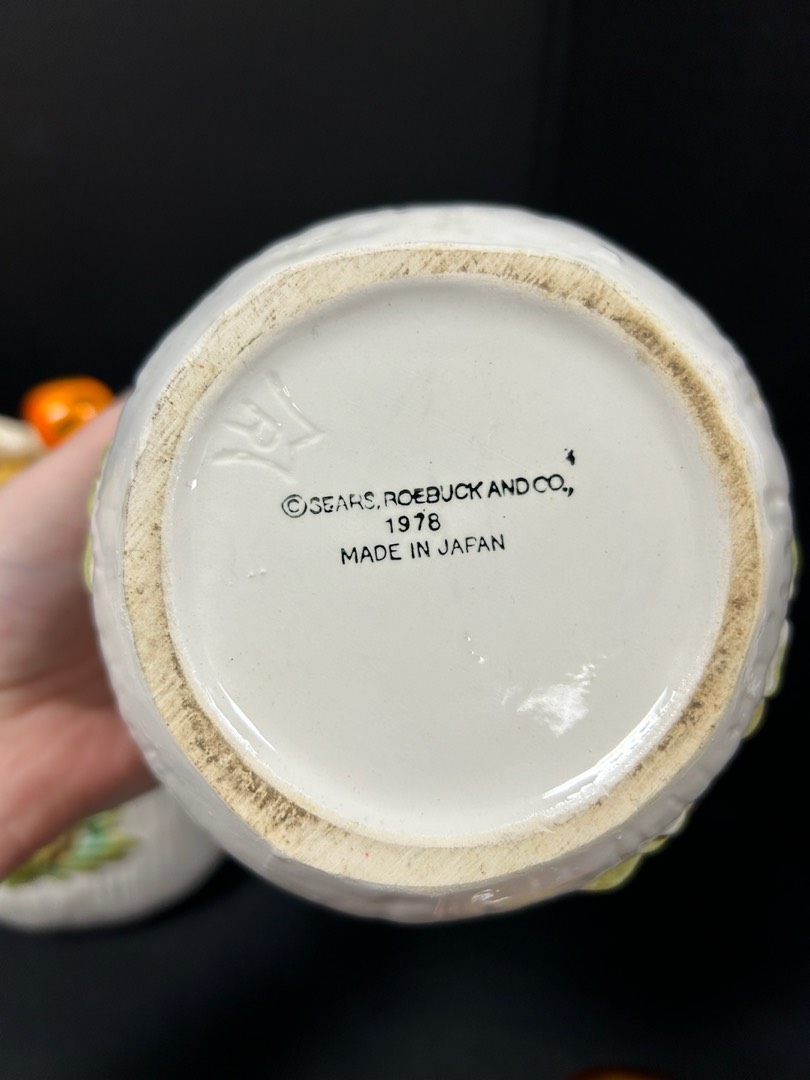 ©SEARS, ROEBUCK AND CO.,
1978
MADE IN JAPAN